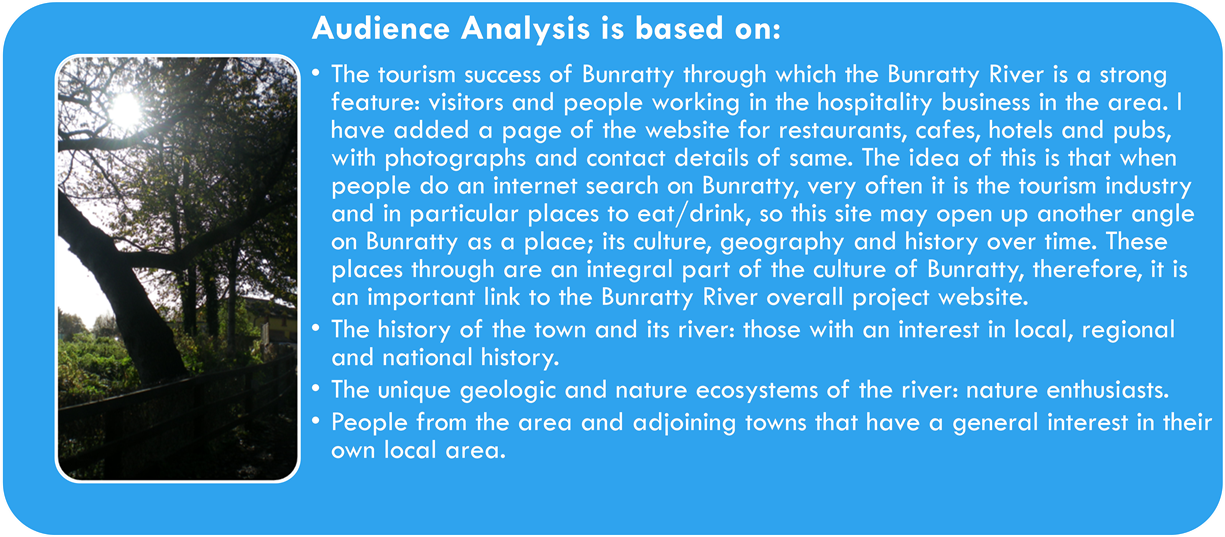 Audience Analysis is based on:
• The tourism success of Bunratty through which the Bunratty River is a strong
feature: visitors and people working in the hospitality business in the area. I
have added a page of the website for restaurants, cafes, hotels and pubs,
with photographs and contact details of same. The idea of this is that when
people do an internet search on Bunratty, very often it is the tourism industry
and in particular places to eat/drink, so this site may open up another angle
on Bunratty as a place; its culture, geography and history over time. These
places through are an integral part of the culture of Bunratty, therefore, it is
an important link to the Bunratty River overall project website.
• The history of the town and its river: those with an interest in local, regional
and national history.
• The unique geologic and nature ecosystems of the river: nature enthusiasts.
• People from the area and adjoining towns that have a general interest in their
own local area.